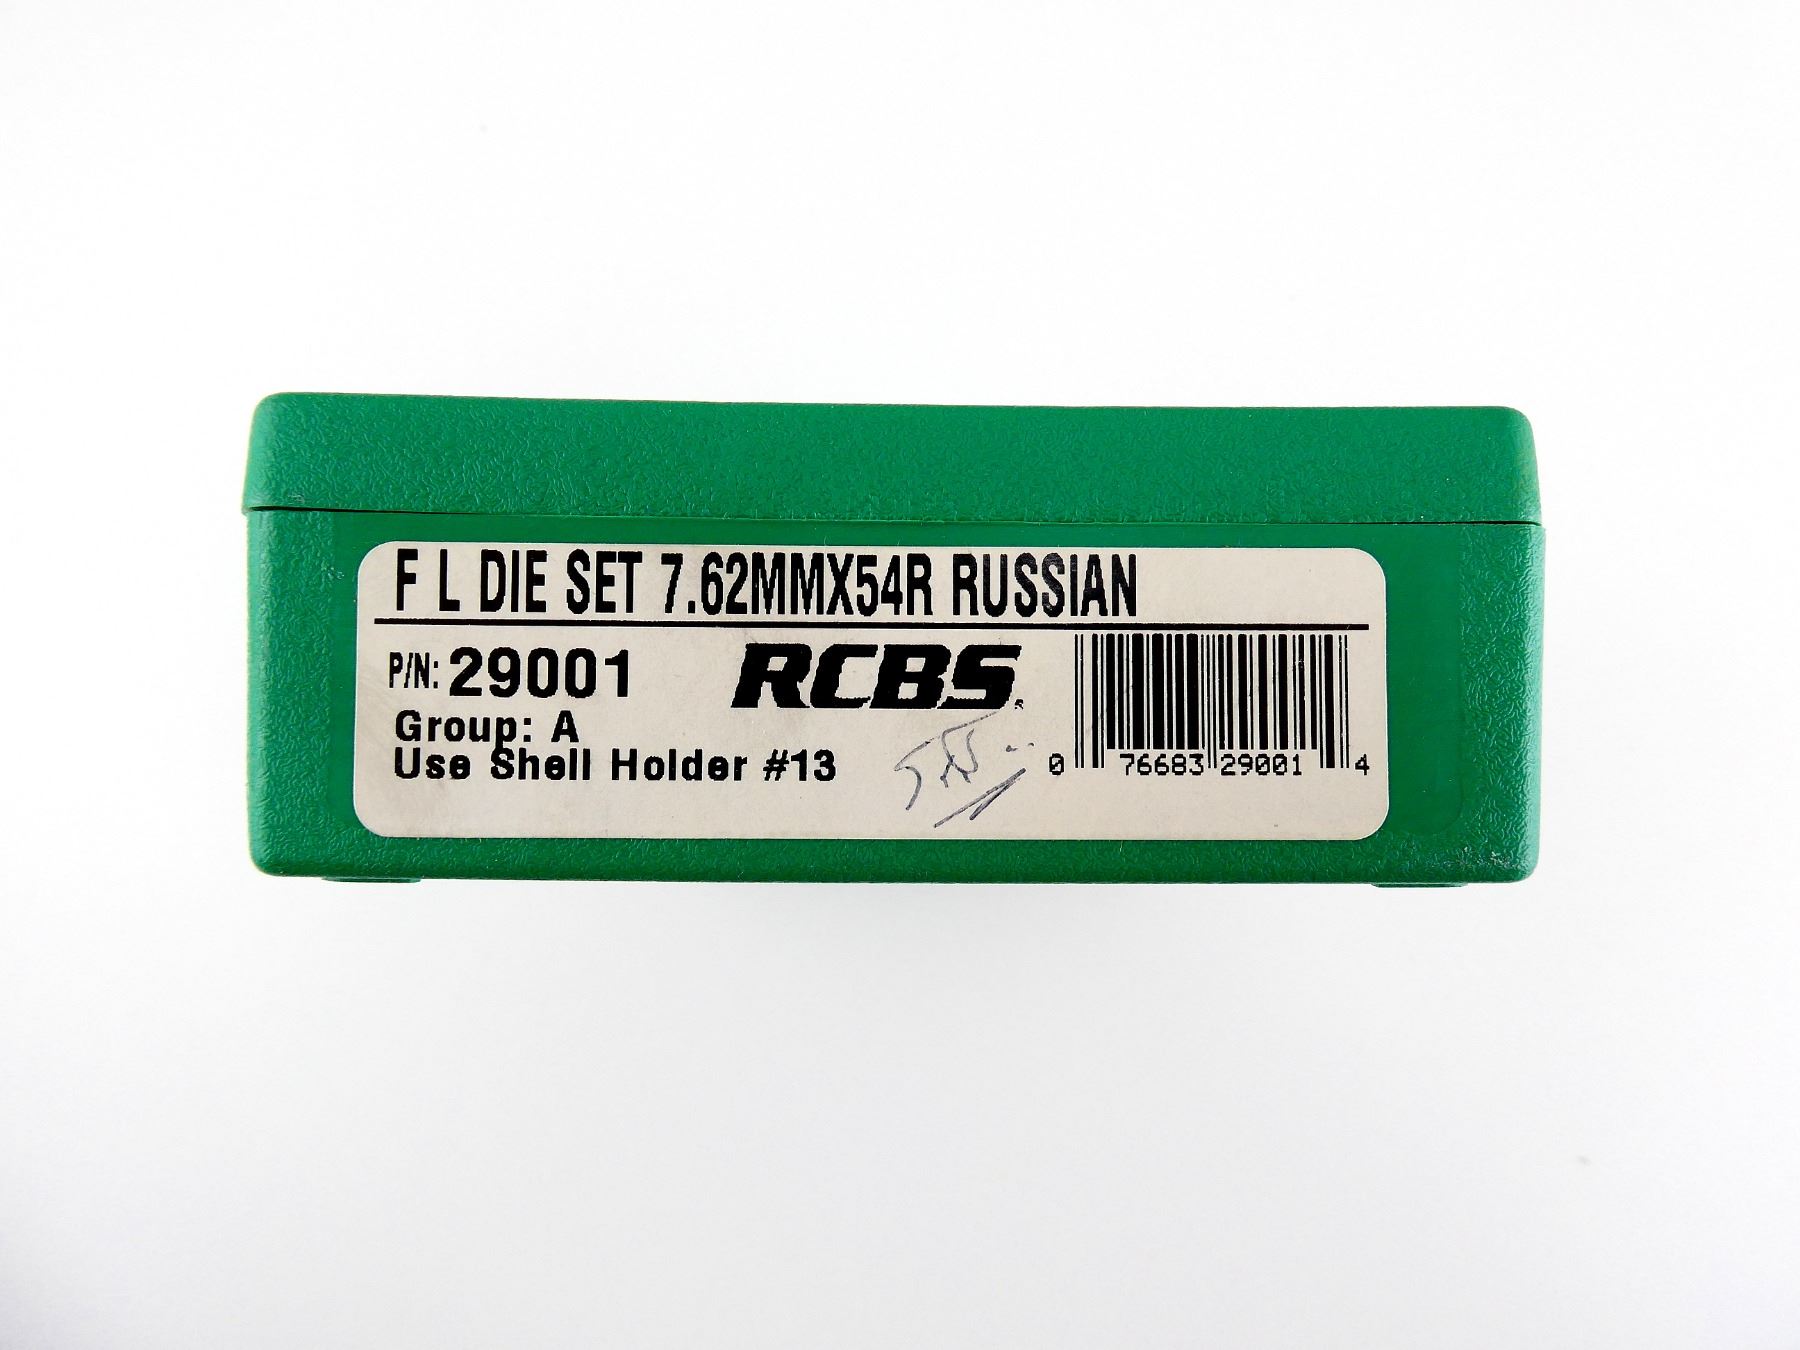 F L DIE SET 7.62MMX54R RUSSIAN
P/N: 29001
RCBS
Group: A
Use Shell Holder #13
0 76683 29001 4